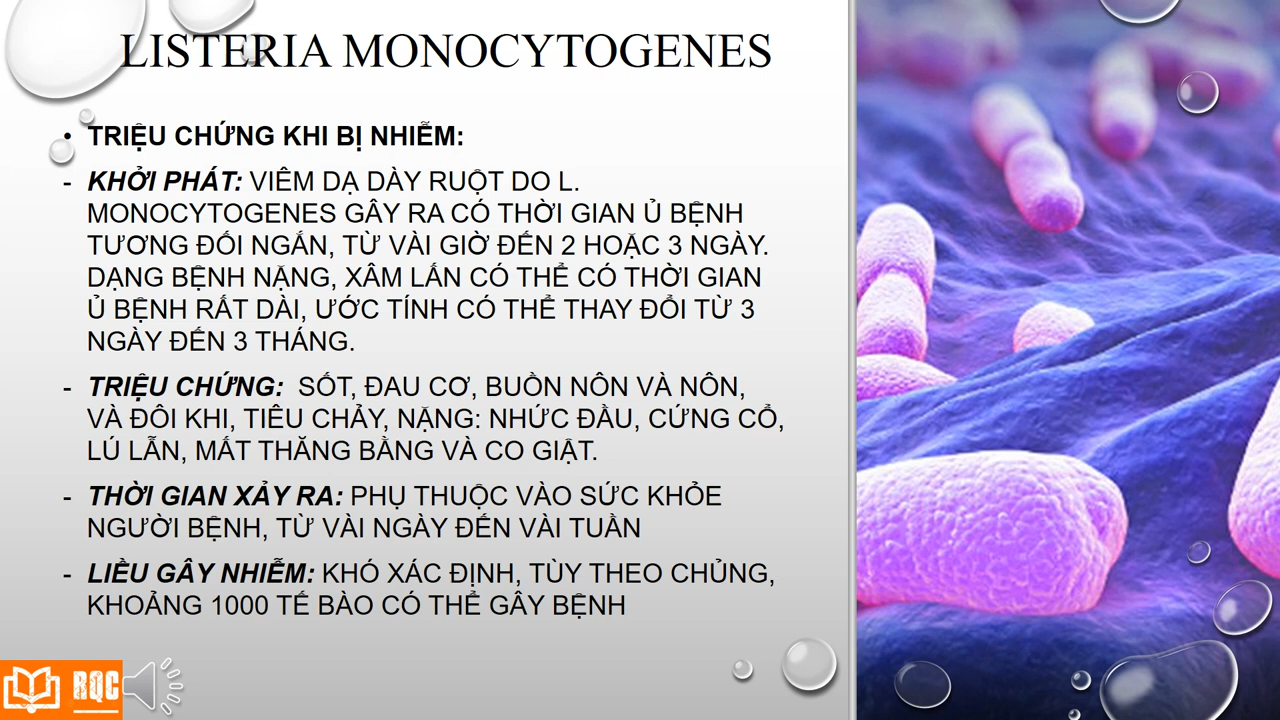 LISTERIA MONOCYTOGENES
• TRIỆU CHỨNG KHI BỊ NHIỄM:
- KHỞI PHÁT: VIÊM DẠ DÀY RUỘT DO L.
MONOCYTOGENES GÂY RA CÓ THỜI GIAN Ủ BỆNH
TƯƠNG ĐỐI NGẮN, TỪ VÀI GIỜ ĐẾN 2 HOẶC 3 NGÀY.
DẠNG BỆNH NẶNG, XÂM LẤN CÓ THỂ CÓ THỜI GIAN
Ủ BỆNH RẤT DÀI, ƯỚC TÍNH CÓ THỂ THAY ĐỔI TỪ 3
NGÀY ĐẾN 3 THÁNG.
- TRIỆU CHỨNG: SỐT, ĐAU CƠ, BUỒN NÔN VÀ NÔN,
VÀ ĐÔI KHI, TIÊU CHẢY, NẶNG: NHỨC ĐẦU, CỨNG CỔ,
LÚ LẪN, MẤT THĂNG BẰNG VÀ CO GIẬT.
- THỜI GIAN XẢY RA: PHỤ THUỘC VÀO SỨC KHỎE
NGƯỜI BỆNH, TỪ VÀI NGÀY ĐẾN VÀI TUẦN
- LIỀU GÂY NHIỄM: KHÓ XÁC ĐỊNH, TÙY THEO CHỦNG,
KHOẢNG 1000 TẾ BÀO CÓ THỂ GÂY BỆNH
RQC